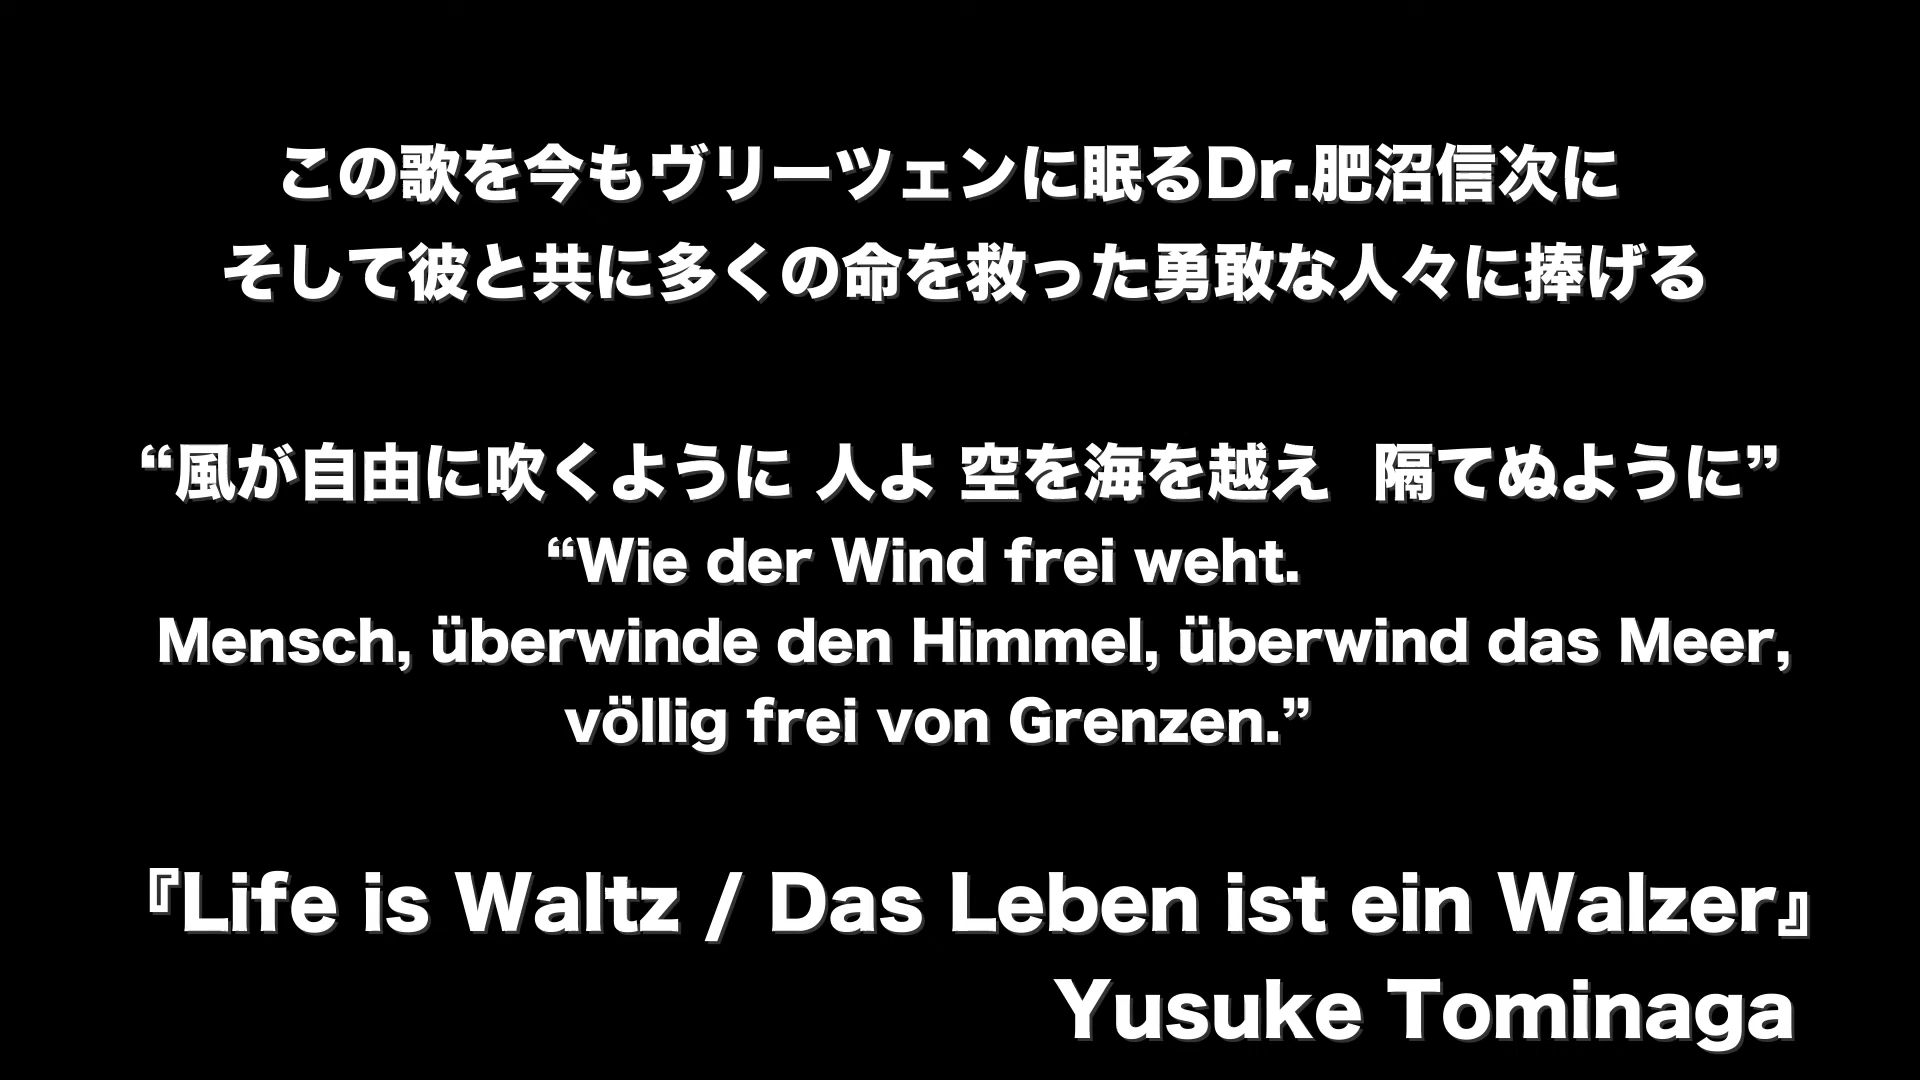 この歌を今もヴリーツェンに眠るDr.肥沼信次に
そして彼と共に多くの命を救った勇敢な人々に捧げる
“風が自由に吹くように 人よ 空を海を越え 隔てぬように”
“Wie der Wind frei weht.
Mensch, überwinde den Himmel, überwind das Meer,
völlig frei von Grenzen.”
『Life is Waltz / Das Leben ist ein Walzer』
Yusuke Tominaga